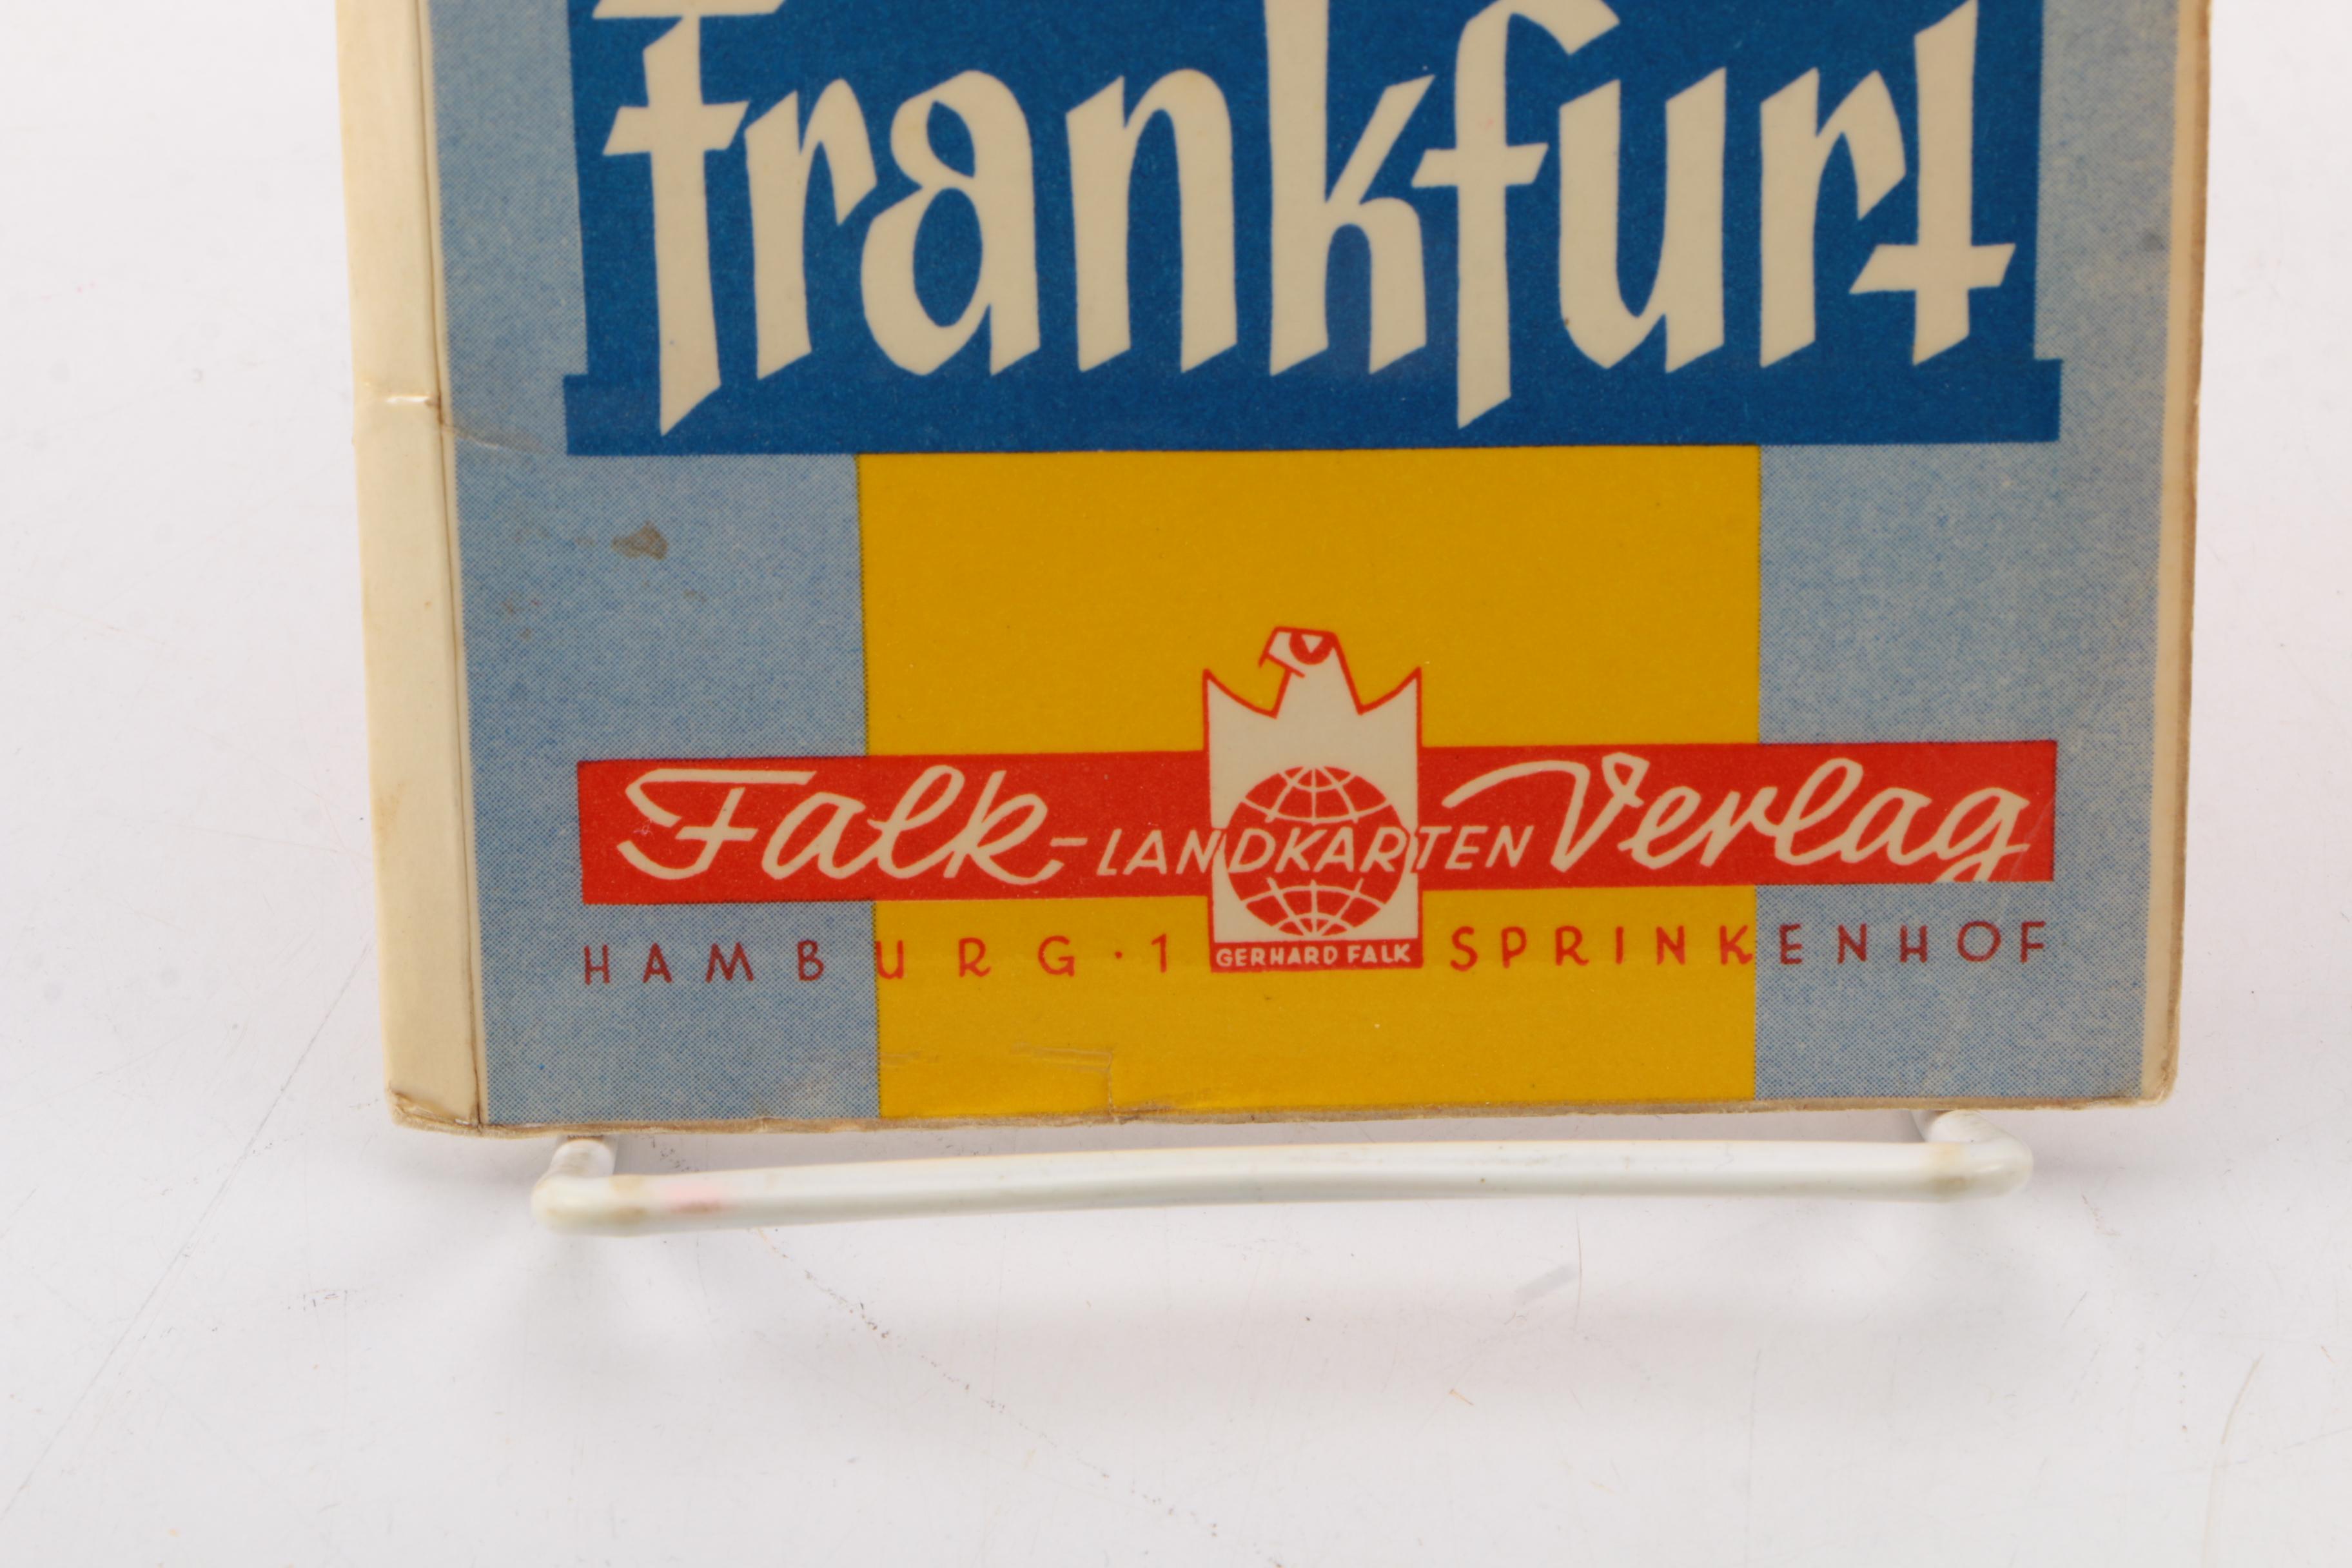 Frankfurt
Falk-LANDKARTEN Verlag
HAMBURG · 1 SPRINKENHOF
GERHARD FALK